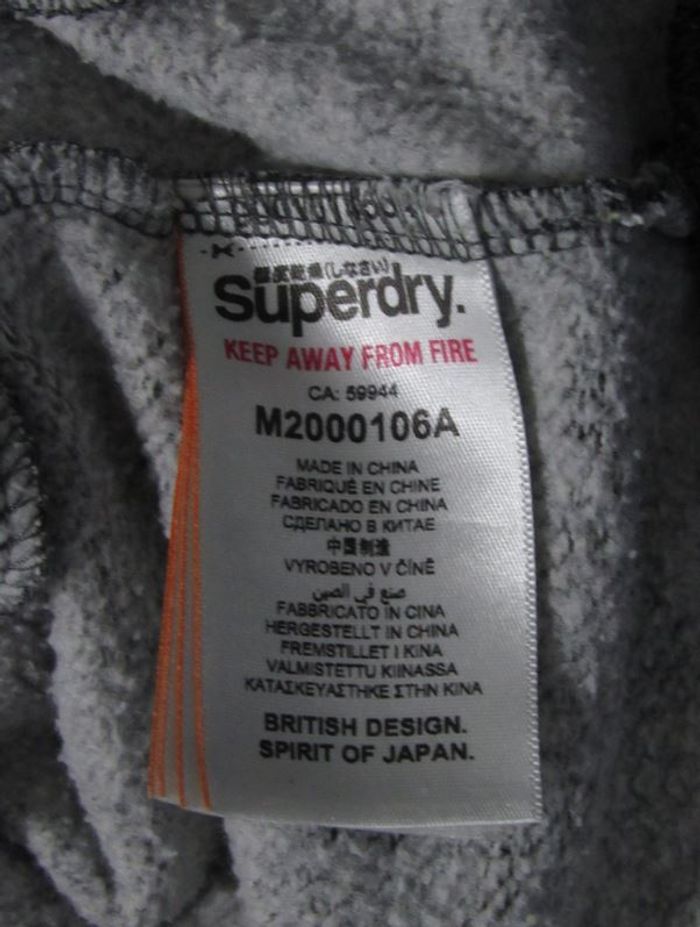 極度乾燥(しなさい)
Superdry.
KEEP AWAY FROM FIRE
CA: 59944
M2000106A
MADE IN CHINA
FABRIQUÉ EN CHINE
FABRICADO EN CHINA
СДЕЛАНО В КИТАЕ
中国制造
VYROBENO V ČÍNĚ
صنع في الصين
FABBRICATO IN CINA
HERGESTELLT IN CHINA
FREMSTILLET I KINA
VALMISTETTU KIINASSA
ΚΑΤΑΣΚΕΥΑΣΤΗΚΕ ΣΤΗΝ ΚΙΝΑ
BRITISH DESIGN.
SPIRIT OF JAPAN.